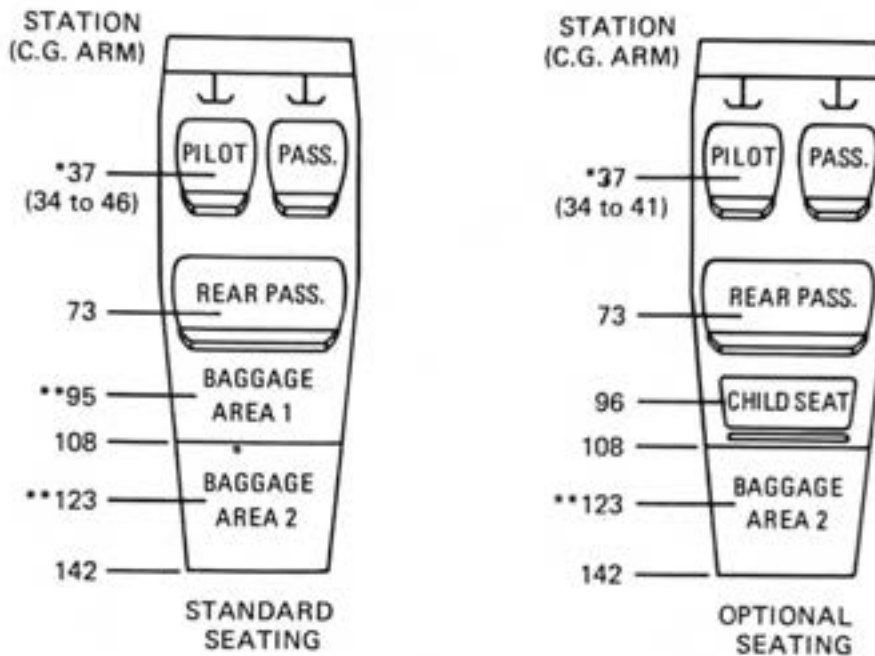 STATION
(C.G. ARM)
PILOT PASS.
*37
(34 to 46)
REAR PASS.
73
BAGGAGE
**95
AREA 1
108
*
BAGGAGE
**123
AREA 2
142
STANDARD
SEATING
STATION
(C.G. ARM)
PILOT PASS.
*37
(34 to 41)
REAR PASS.
73
96 CHILD SEAT
108
BAGGAGE
**123
AREA 2
142
OPTIONAL
SEATING